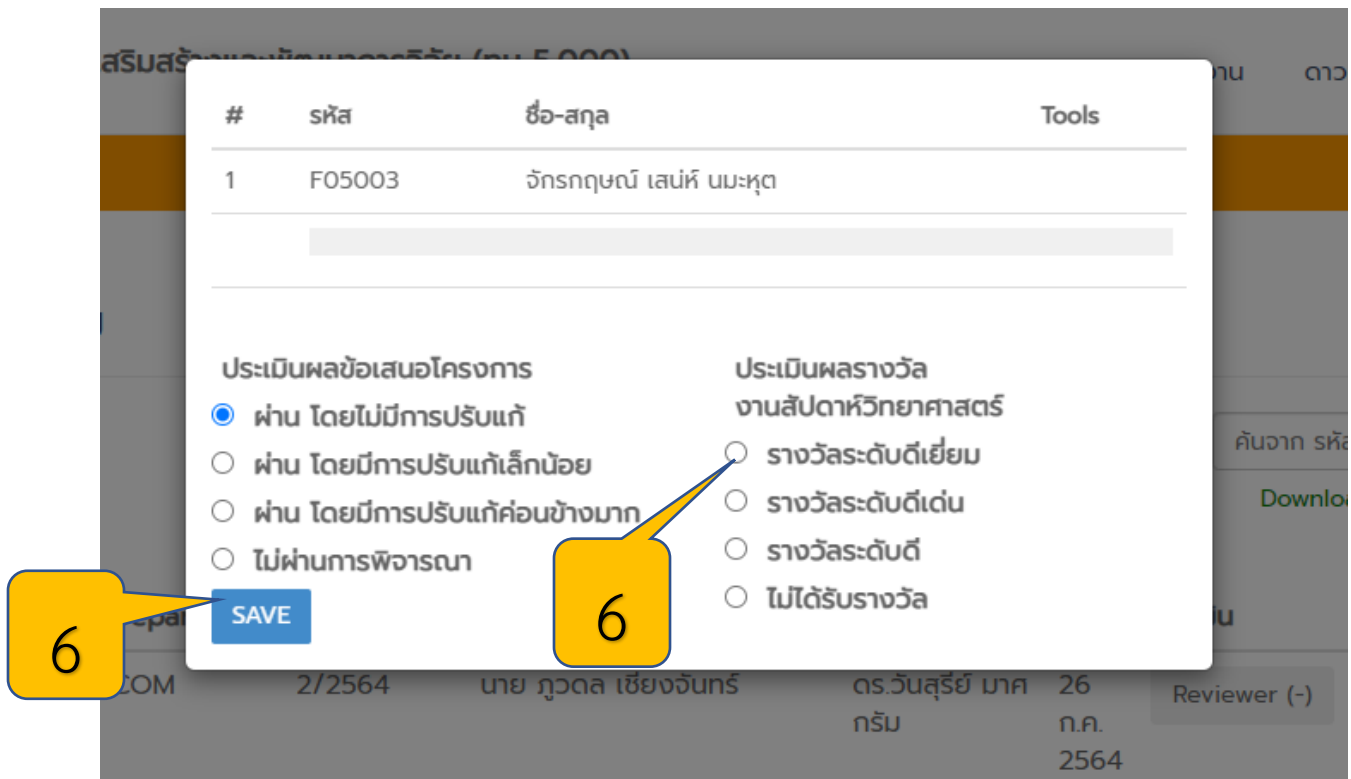 # รหัส ชื่อ-สกุล Tools
1 F05003 จักรกฤษณ์ เสน่ห์ นมะหุต
ประเมินผลข้อเสนอโครงการ
ผ่าน โดยไม่มีการปรับแก้
ผ่าน โดยมีการปรับแก้เล็กน้อย
ผ่าน โดยมีการปรับแก้ค่อนข้างมาก
ไม่ผ่านการพิจารณา
SAVE
6
ประเมินผลรางวัล
งานสัปดาห์วิทยาศาสตร์
รางวัลระดับดีเยี่ยม
รางวัลระดับดีเด่น
รางวัลระดับดี
ไม่ได้รับรางวัล
6
ค้นจาก รหัส
Downloa
COM 2/2564 นาย ภูวดล เชียงจันทร์ ดร.วันสุรีย์ มาศ 26 Reviewer (-)
กรัม ก.ค.
2564